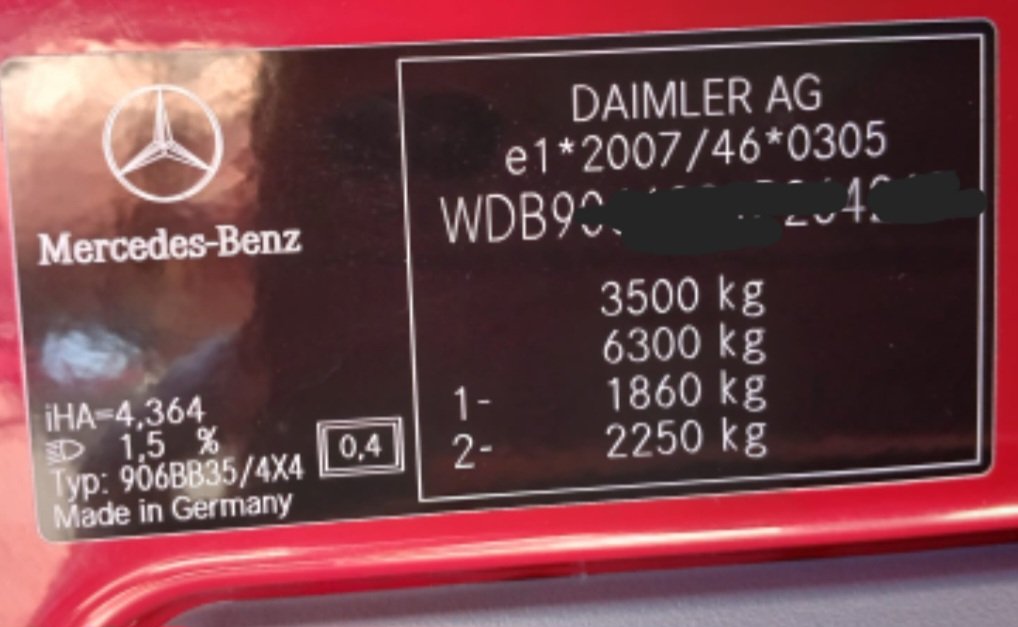 Mercedes-Benz
iHA=4,364
1,5 %
Typ: 906BB35/4X4
Made in Germany
0,4
DAIMLER AG
e1*2007/46*0305
3500 kg
6300 kg
1- 1860 kg
2- 2250 kg